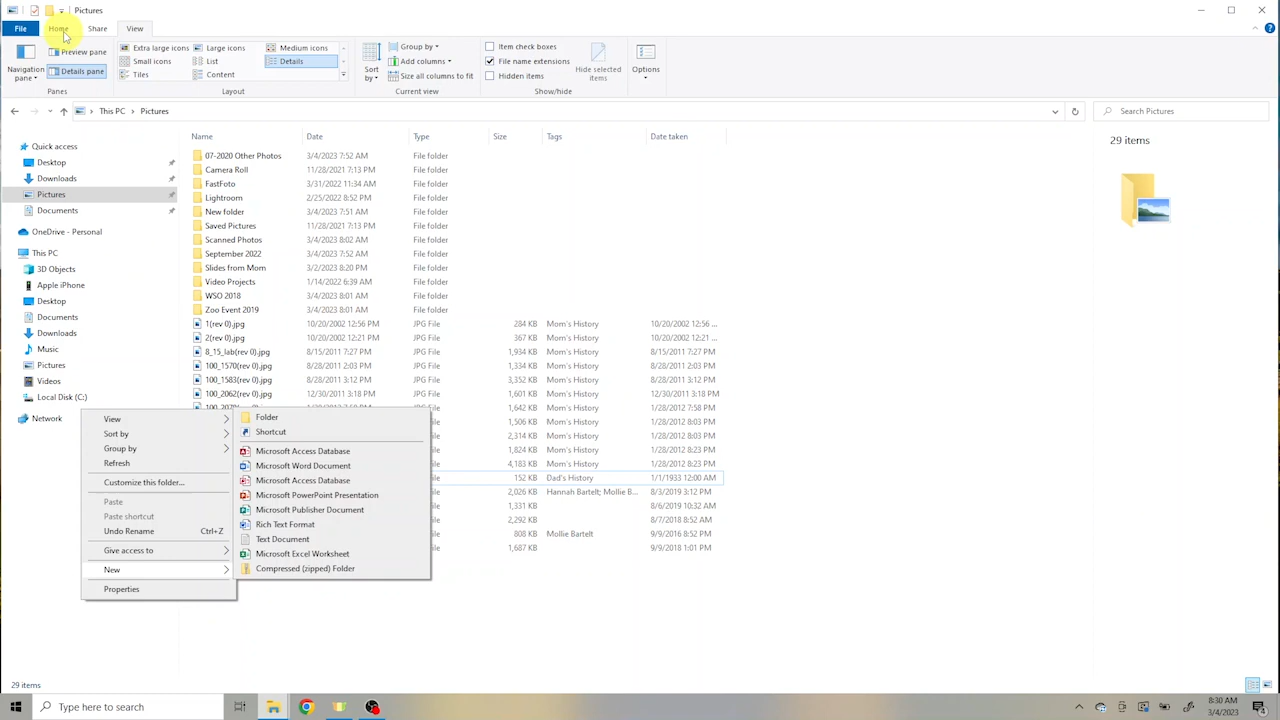 Pictures
File Home Share View
Navigation pane
Preview pane
Details pane
Panes
Extra large icons Large icons Medium icons
Small icons List Details
Tiles Content
Layout
Sort by
Group by
Add columns
Size all columns to fit
Current view
Item check boxes
File name extensions
Hidden items
Hide selected items
Show/hide
Options
This PC Pictures
Search Pictures
Quick access
Desktop
Downloads
Pictures
Documents
OneDrive - Personal
This PC
3D Objects
Apple iPhone
Desktop
Documents
Downloads
Music
Pictures
Videos
Local Disk (C:)
Network
Name Date Type Size Tags Date taken
07-2020 Other Photos 3/4/2023 7:52 AM File folder
Camera Roll 11/28/2021 7:13 PM File folder
FastFoto 3/31/2022 11:34 AM File folder
Lightroom 2/25/2022 8:52 PM File folder
New folder 3/4/2023 7:51 AM File folder
Saved Pictures 11/28/2021 7:13 PM File folder
Scanned Photos 3/4/2023 8:02 AM File folder
September 2022 3/4/2023 7:52 AM File folder
Slides from Mom 3/2/2023 8:20 PM File folder
Video Projects 1/14/2022 6:39 AM File folder
WSO 2018 3/4/2023 8:01 AM File folder
Zoo Event 2019 3/4/2023 8:01 AM File folder
1(rev 0).jpg 10/20/2002 12:56 PM JPG File 284 KB Mom's History 10/20/2002 12:56 ...
2(rev 0).jpg 10/20/2002 12:21 PM JPG File 367 KB Mom's History 10/20/2002 12:21 ...
8_15_lab(rev 0).jpg 8/15/2011 7:27 PM JPG File 1,934 KB Mom's History 8/15/2011 7:27 PM
100_1570(rev 0).jpg 8/28/2011 2:03 PM JPG File 1,334 KB Mom's History 8/28/2011 2:03 PM
100_1583(rev 0).jpg 8/28/2011 3:12 PM JPG File 3,352 KB Mom's History 8/28/2011 3:12 PM
100_2062(rev 0).jpg 12/30/2011 3:18 PM JPG File 1,601 KB Mom's History 12/30/2011 3:18 PM
1,642 KB Mom's History 1/28/2012 7:58 PM
1,506 KB Mom's History 1/28/2012 8:03 PM
2,314 KB Mom's History 1/28/2012 8:03 PM
1,824 KB Mom's History 1/28/2012 8:23 PM
4,183 KB Mom's History 1/28/2012 8:23 PM
152 KB Dad's History 1/1/1933 12:00 AM
2,026 KB Hannah Bartelt; Mollie B... 8/3/2019 3:12 PM
1,331 KB 8/6/2019 10:32 AM
2,292 KB 8/7/2018 8:52 AM
808 KB Mollie Bartelt 9/9/2016 8:52 PM
1,687 KB 9/9/2018 1:01 PM
View
Sort by
Group by
Refresh
Customize this folder...
Paste
Paste shortcut
Undo Rename Ctrl+Z
Give access to
New
Properties
Folder
Shortcut
Microsoft Access Database
Microsoft Word Document
Microsoft Access Database
Microsoft PowerPoint Presentation
Microsoft Publisher Document
Rich Text Format
Text Document
Microsoft Excel Worksheet
Compressed (zipped) Folder
29 items
29 items
Type here to search
8:30 AM
3/4/2023